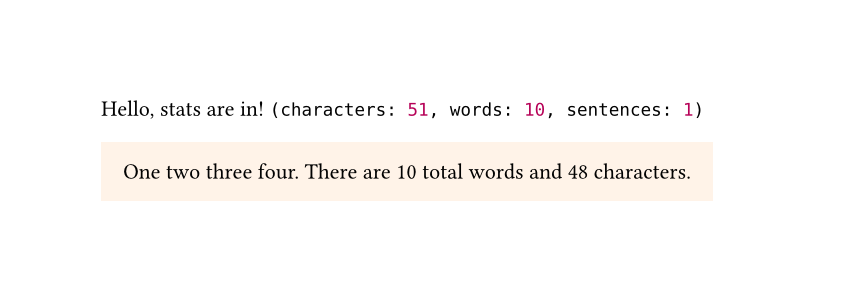 Hello, stats are in! (characters: 51, words: 10, sentences: 1)
One two three four. There are 10 total words and 48 characters.